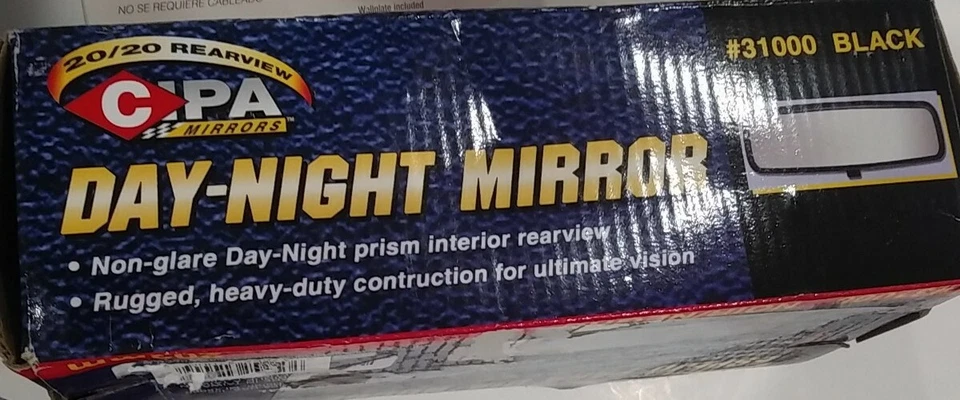 NO SE REQUIERE CABLEADO
Wallplate included
20/20 REARVIEW
CIPA
MIRRORS™
#31000 BLACK
DAY-NIGHT MIRROR
• Non-glare Day-Night prism interior rearview
• Rugged, heavy-duty contruction for ultimate vision